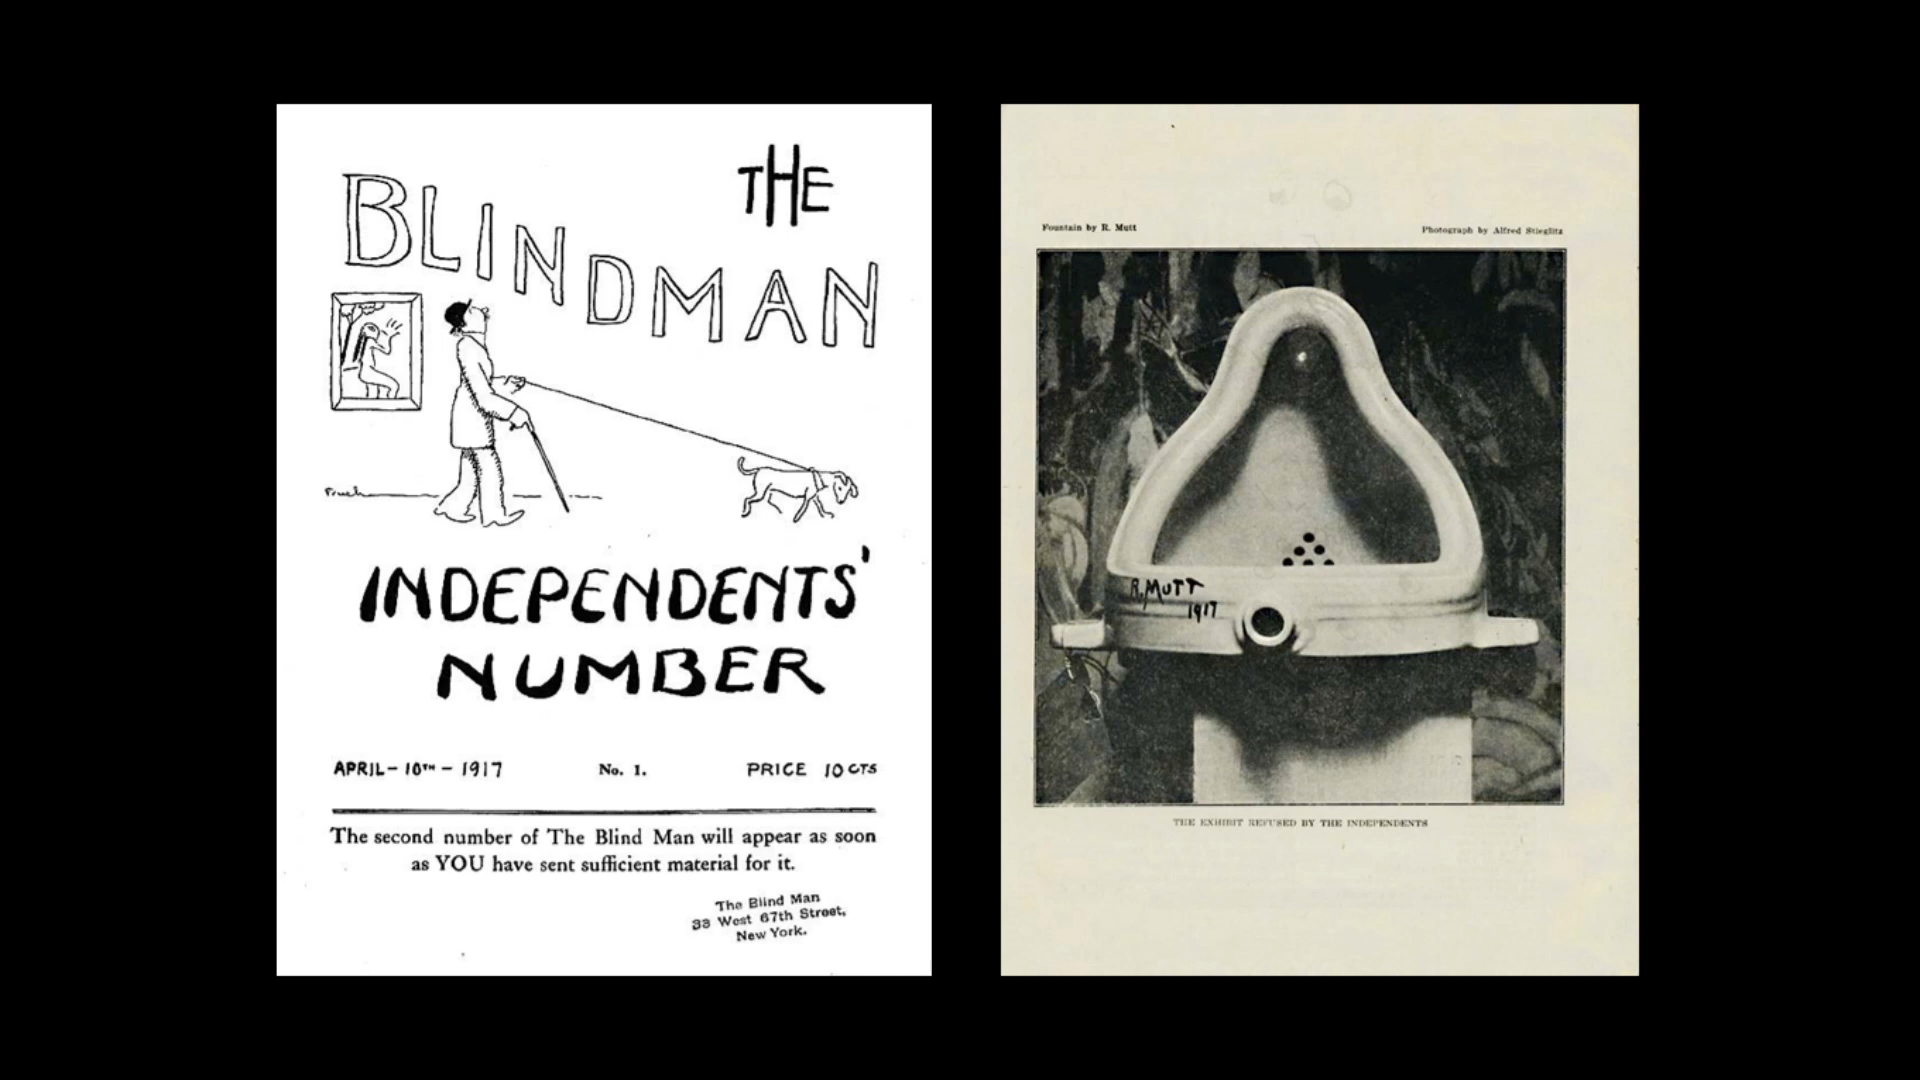 THE
BLINDMAN
INDEPENDENTS'
NUMBER
APRIL - 10TH - 1917 No. 1. PRICE 10 CTS
The second number of The Blind Man will appear as soon
as YOU have sent sufficient material for it.
The Blind Man
33 West 67th Street,
New York.
Fountain by R. Mutt Photograph by Alfred Stieglitz
R. MUTT
1917
THE EXHIBIT REFUSED BY THE INDEPENDENTS